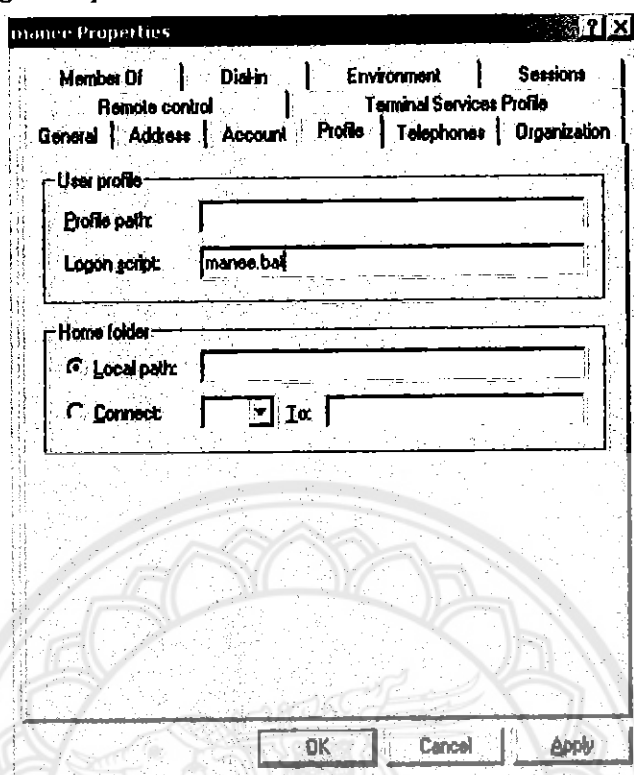 manee Properties
? X
Member Of Dial-in Environment Sessions
Remote control Terminal Services Profile
General Address Account Profile Telephones Organization
User profile
Profile path:
Logon script: manee.bat
Home folder
Local path:
Connect: To:
OK Cancel Apply